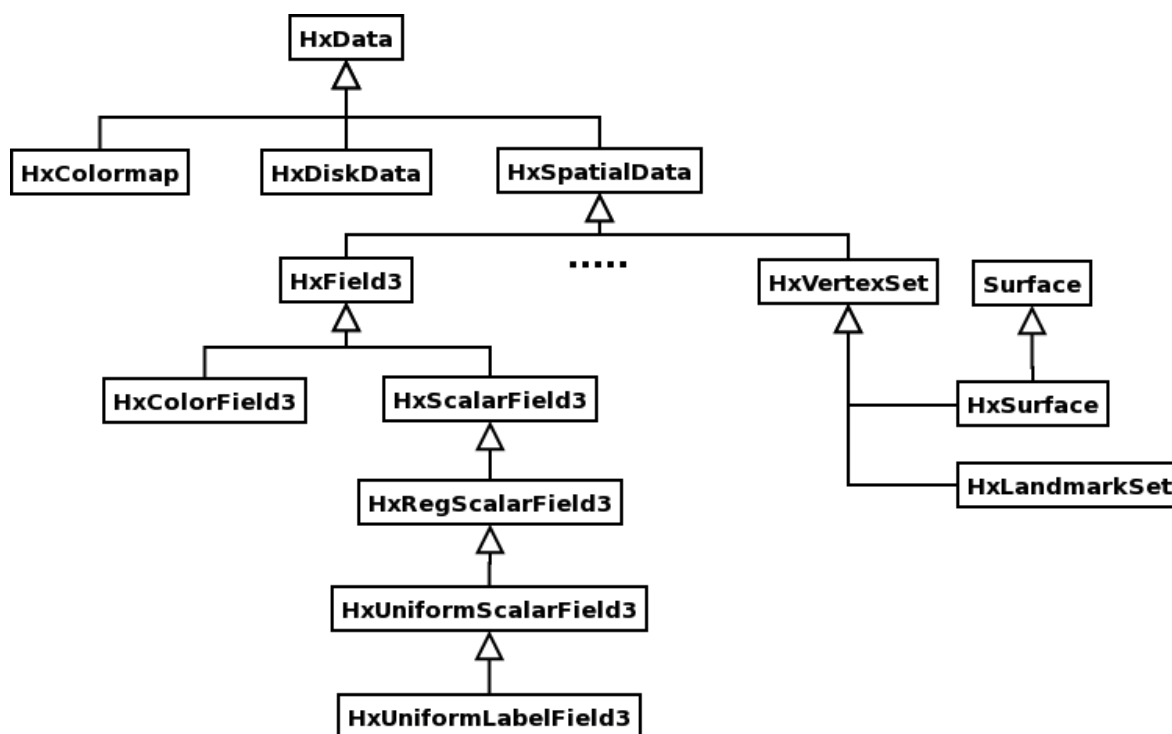 HxData
HxColormap
HxDiskData
HxSpatialData
HxField3
.....
HxVertexSet
Surface
HxColorField3
HxScalarField3
HxSurface
HxRegScalarField3
HxLandmarkSet
HxUniformScalarField3
HxUniformLabelField3